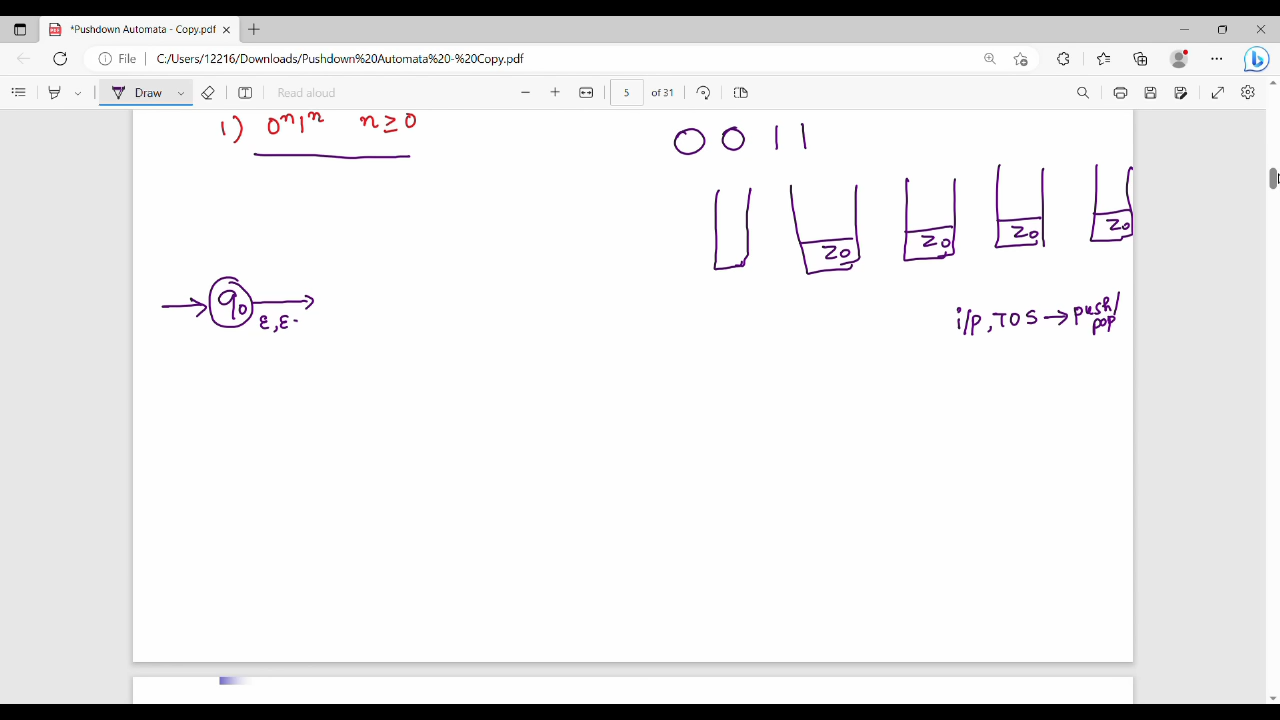 *Pushdown Automata - Copy.pdf
File C:/Users/12216/Downloads/Pushdown%20Automata%20-%20Copy.pdf
Draw Read aloud 5 of 31
1) 0ⁿ1ⁿ n ≥ 0
0 0 1 1
z0 z0 z0 z0
q0
ε,ε-
i/p, TOS → push/
pop